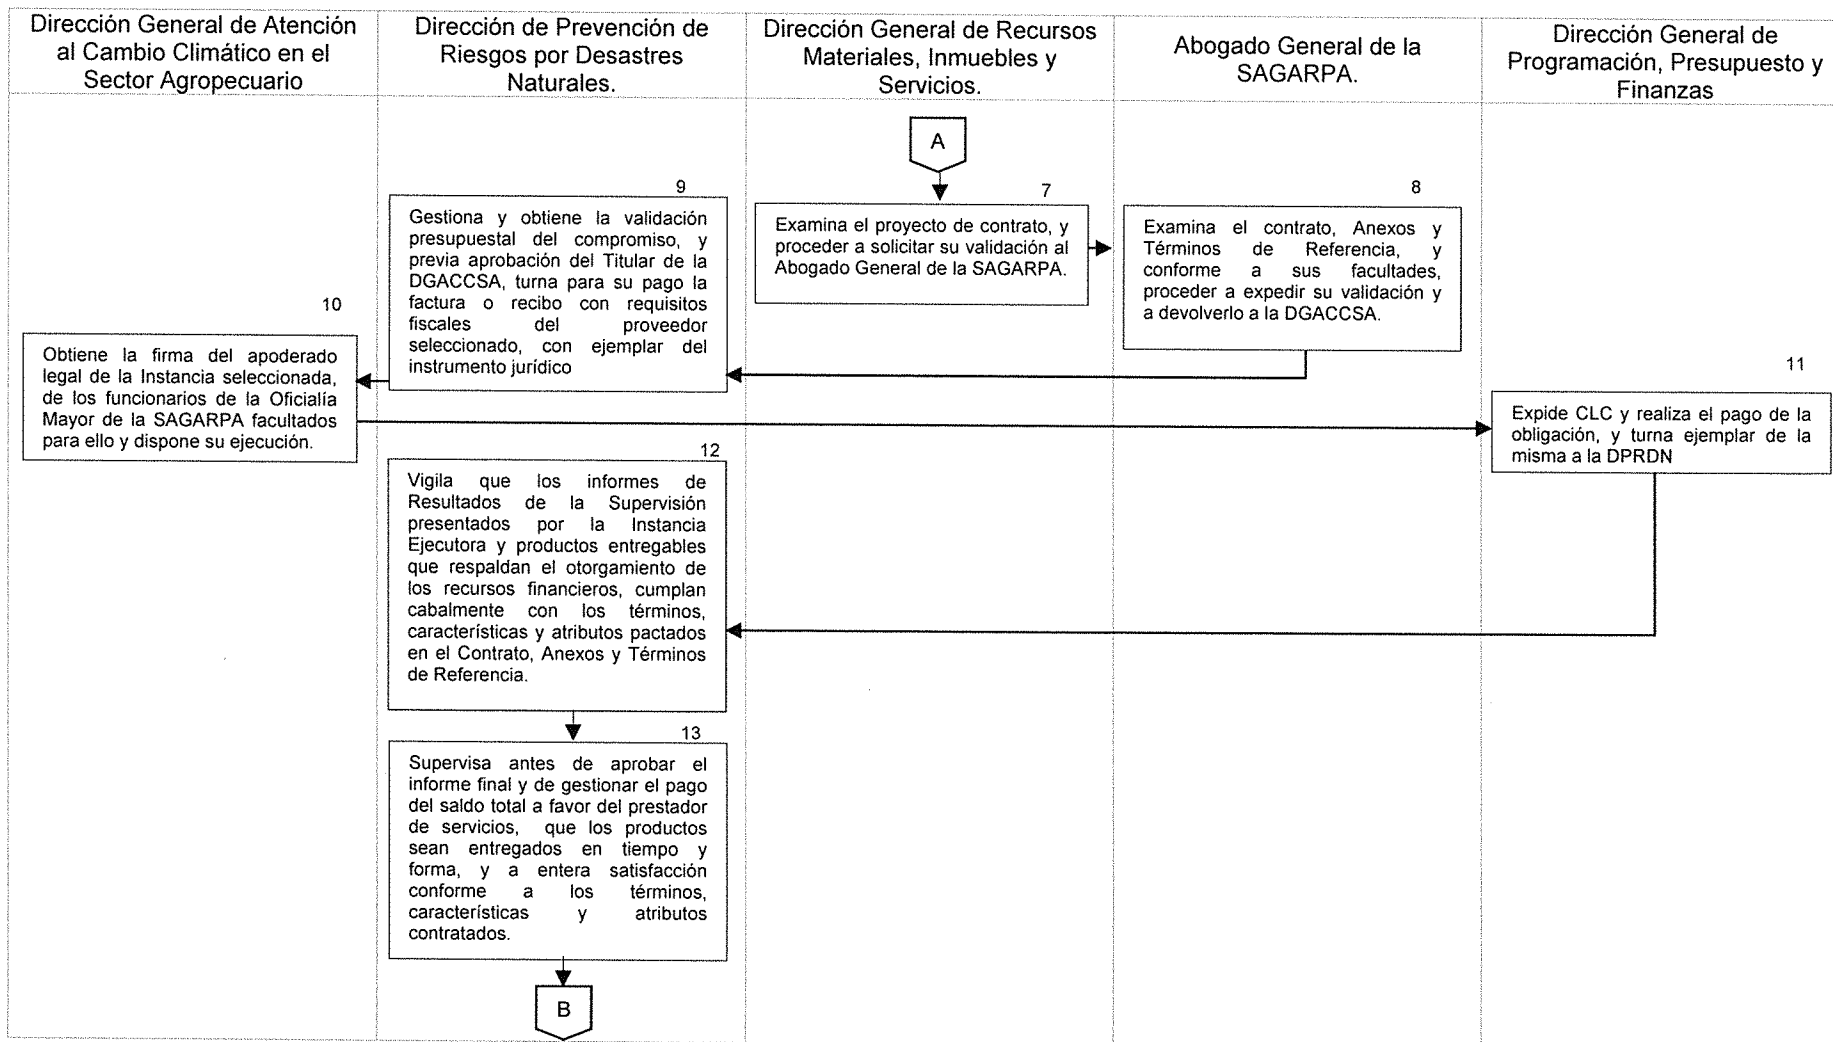 Dirección General de Atención
al Cambio Climático en el
Sector Agropecuario
Dirección de Prevención de
Riesgos por Desastres
Naturales.
Dirección General de Recursos
Materiales, Inmuebles y
Servicios.
Abogado General de la
SAGARPA.
Dirección General de
Programación, Presupuesto y
Finanzas
A
7
Examina el proyecto de contrato, y
proceder a solicitar su validación al
Abogado General de la SAGARPA.
8
Examina el contrato, Anexos y
Términos de Referencia, y
conforme a sus facultades,
proceder a expedir su validación y
a devolverlo a la DGACCSA.
9
Gestiona y obtiene la validación
presupuestal del compromiso, y
previa aprobación del Titular de la
DGACCSA, turna para su pago la
factura o recibo con requisitos
fiscales del proveedor
seleccionado, con ejemplar del
instrumento jurídico
10
Obtiene la firma del apoderado
legal de la Instancia seleccionada,
de los funcionarios de la Oficialía
Mayor de la SAGARPA facultados
para ello y dispone su ejecución.
11
Expide CLC y realiza el pago de la
obligación, y turna ejemplar de la
misma a la DPRDN
12
Vigila que los informes de
Resultados de la Supervisión
presentados por la Instancia
Ejecutora y productos entregables
que respaldan el otorgamiento de
los recursos financieros, cumplan
cabalmente con los términos,
características y atributos pactados
en el Contrato, Anexos y Términos
de Referencia.
13
Supervisa antes de aprobar el
informe final y de gestionar el pago
del saldo total a favor del prestador
de servicios, que los productos
sean entregados en tiempo y
forma, y a entera satisfacción
conforme a los términos,
características y atributos
contratados.
B